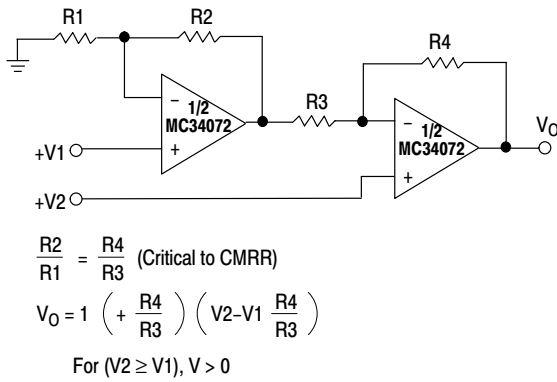 R1 R2
R3 R4
− 1/2 MC34072 +
− 1/2 MC34072 +
+V1
+V2
VO
R2/R1 = R4/R3 (Critical to CMRR)
VO = 1 ( + R4/R3 ) ( V2–V1 R4/R3 )
For (V2 ≥ V1), V > 0